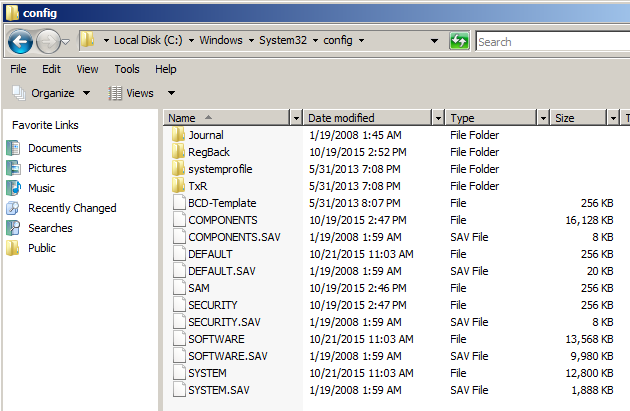 config
Local Disk (C:) Windows System32 config Search
File Edit View Tools Help
Organize Views
Favorite Links
Documents
Pictures
Music
Recently Changed
Searches
Public
Name Date modified Type Size T
Journal 1/19/2008 1:45 AM File Folder
RegBack 10/19/2015 2:52 PM File Folder
systemprofile 5/31/2013 7:08 PM File Folder
TxR 5/31/2013 7:08 PM File Folder
BCD-Template 5/31/2013 8:07 PM File 256 KB
COMPONENTS 10/19/2015 2:47 PM File 16,128 KB
COMPONENTS.SAV 1/19/2008 1:59 AM SAV File 8 KB
DEFAULT 10/21/2015 11:03 AM File 256 KB
DEFAULT.SAV 1/19/2008 1:59 AM SAV File 20 KB
SAM 10/19/2015 2:46 PM File 256 KB
SECURITY 10/19/2015 2:47 PM File 256 KB
SECURITY.SAV 1/19/2008 1:59 AM SAV File 8 KB
SOFTWARE 10/21/2015 11:03 AM File 13,568 KB
SOFTWARE.SAV 1/19/2008 1:59 AM SAV File 9,980 KB
SYSTEM 10/21/2015 11:03 AM File 12,800 KB
SYSTEM.SAV 1/19/2008 1:59 AM SAV File 1,888 KB